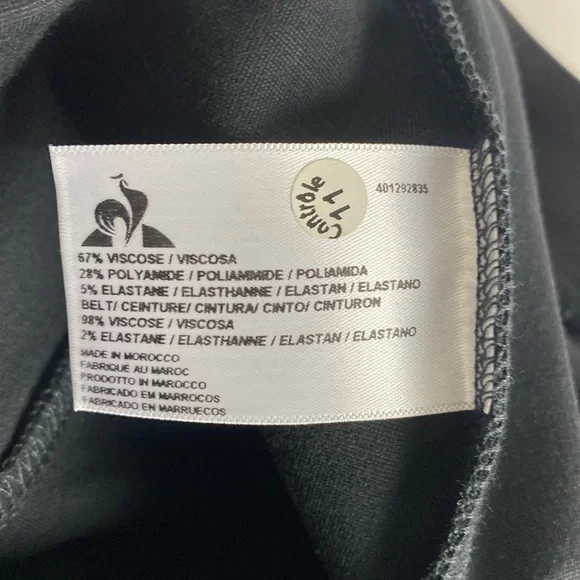 Contrôle
11
401292835
67% VISCOSE / VISCOSA
28% POLYAMIDE / POLIAMMIDE / POLIAMIDA
5% ELASTANE / ELASTHANNE / ELASTAN / ELASTANO
BELT/ CEINTURE/ CINTURA/ CINTO/ CINTURON
98% VISCOSE / VISCOSA
2% ELASTANE / ELASTHANNE / ELASTAN / ELASTANO
MADE IN MOROCCO
FABRIQUE AU MAROC
PRODOTTO IN MAROCCO
FABRICADO EM MARROCOS
FABRICADO EN MARRUECOS